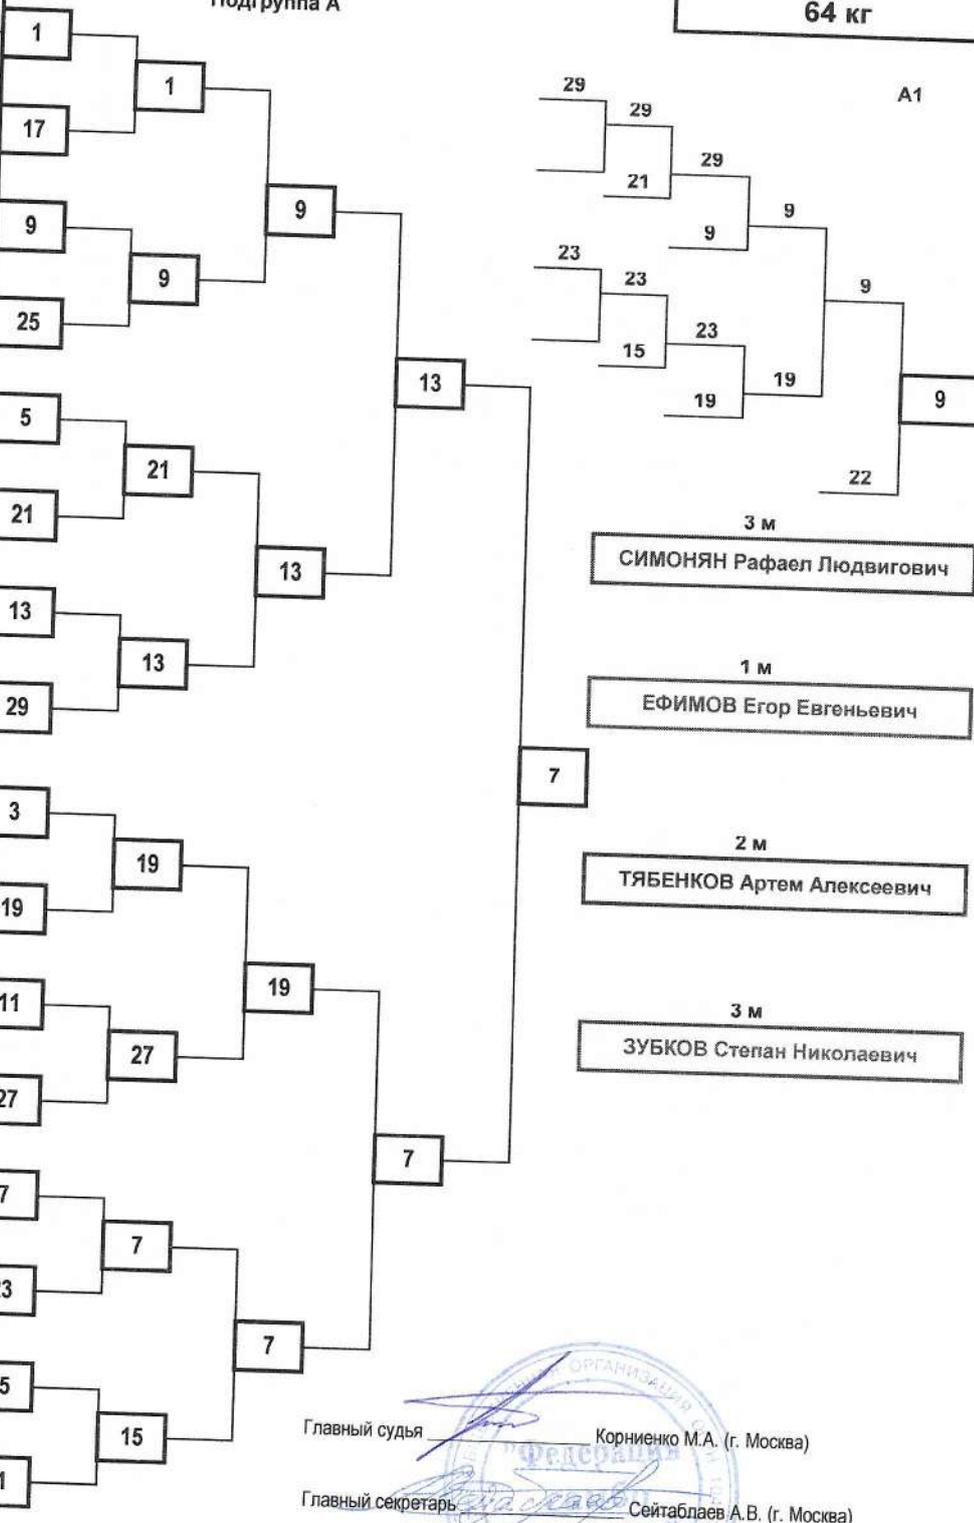 Подгруппа А
64 кг
А1
1
17
9
25
5
21
13
29
3
19
11
27
7
15
1
9
21
13
19
27
7
15
9
13
19
7
13
7
7
29
29
21
29
9
9
23
23
15
23
19
19
9
22
9
3 м
СИМОНЯН Рафаел Людвигович
1 м
ЕФИМОВ Егор Евгеньевич
2 м
ТЯБЕНКОВ Артем Алексеевич
3 м
ЗУБКОВ Степан Николаевич
Главный судья Корниенко М.А. (г. Москва)
Главный секретарь Сейтаблаев А.В. (г. Москва)
ОРГАНИЗАЦИЯ
"Федерация